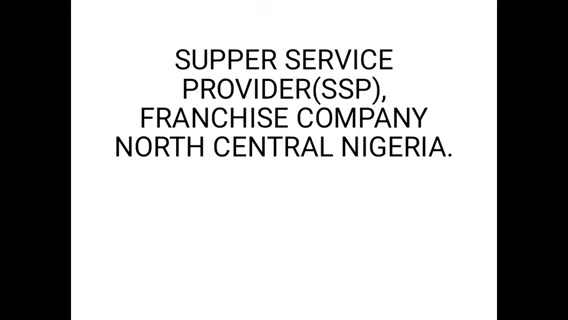 SUPPER SERVICE
PROVIDER(SSP),
FRANCHISE COMPANY
NORTH CENTRAL NIGERIA.